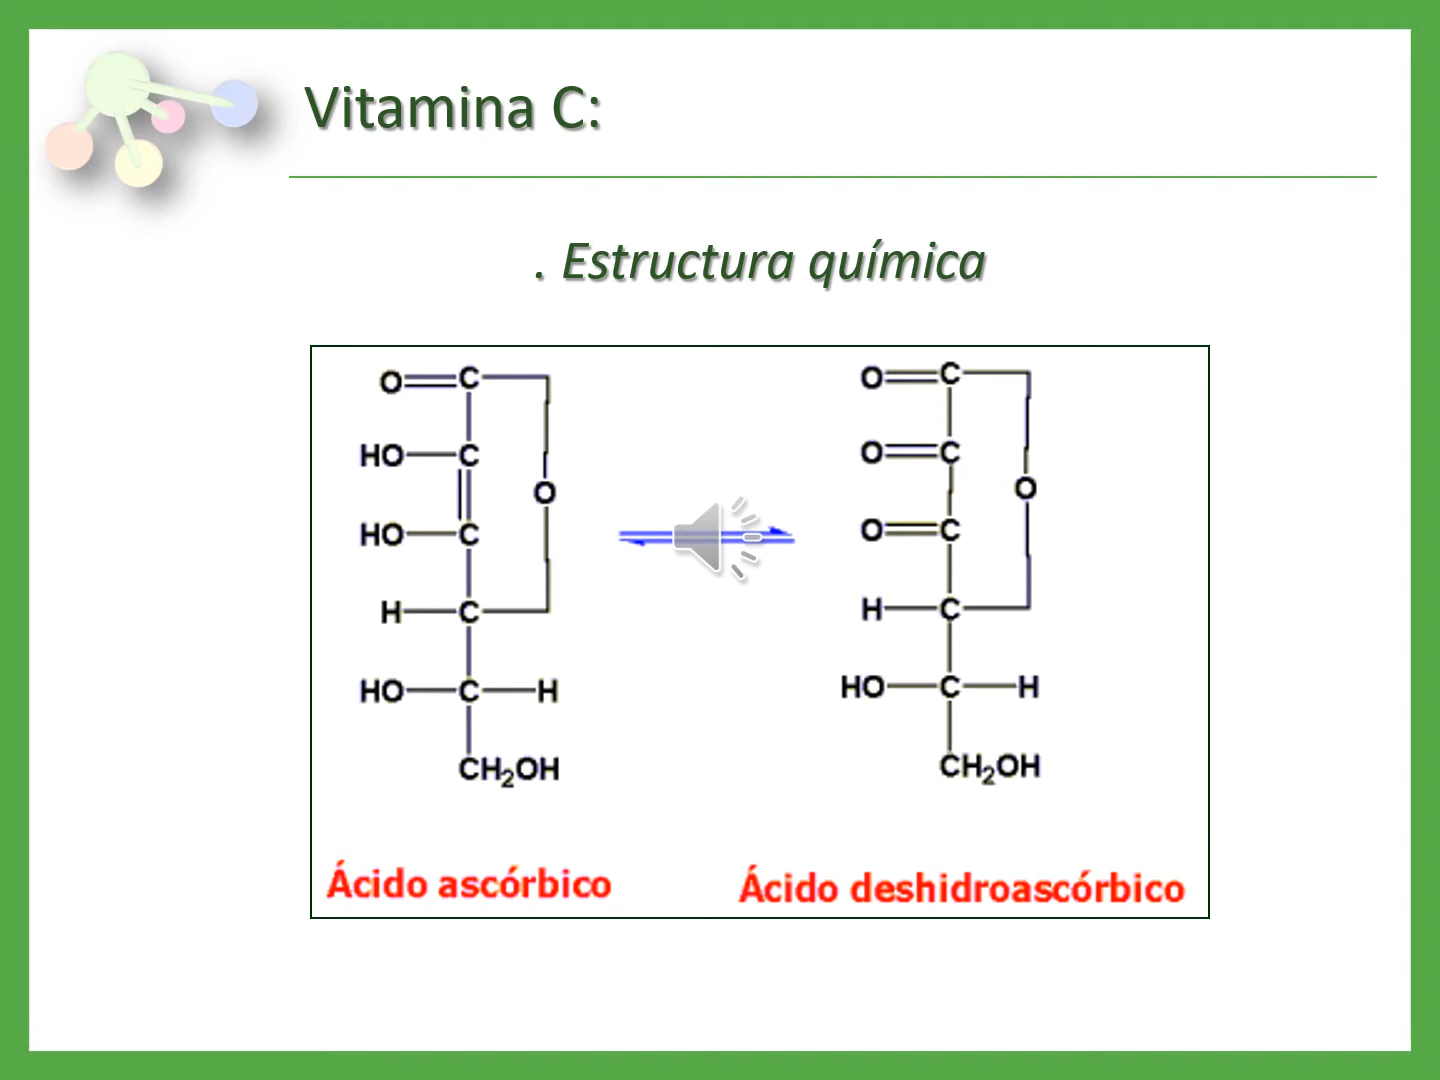 Vitamina C:
. Estructura química
O C
O C
HO C
O C
O
O
HO C
O C
H C
H C
HO C H
HO C H
CH₂OH
CH₂OH
Ácido ascórbico
Ácido deshidroascórbico